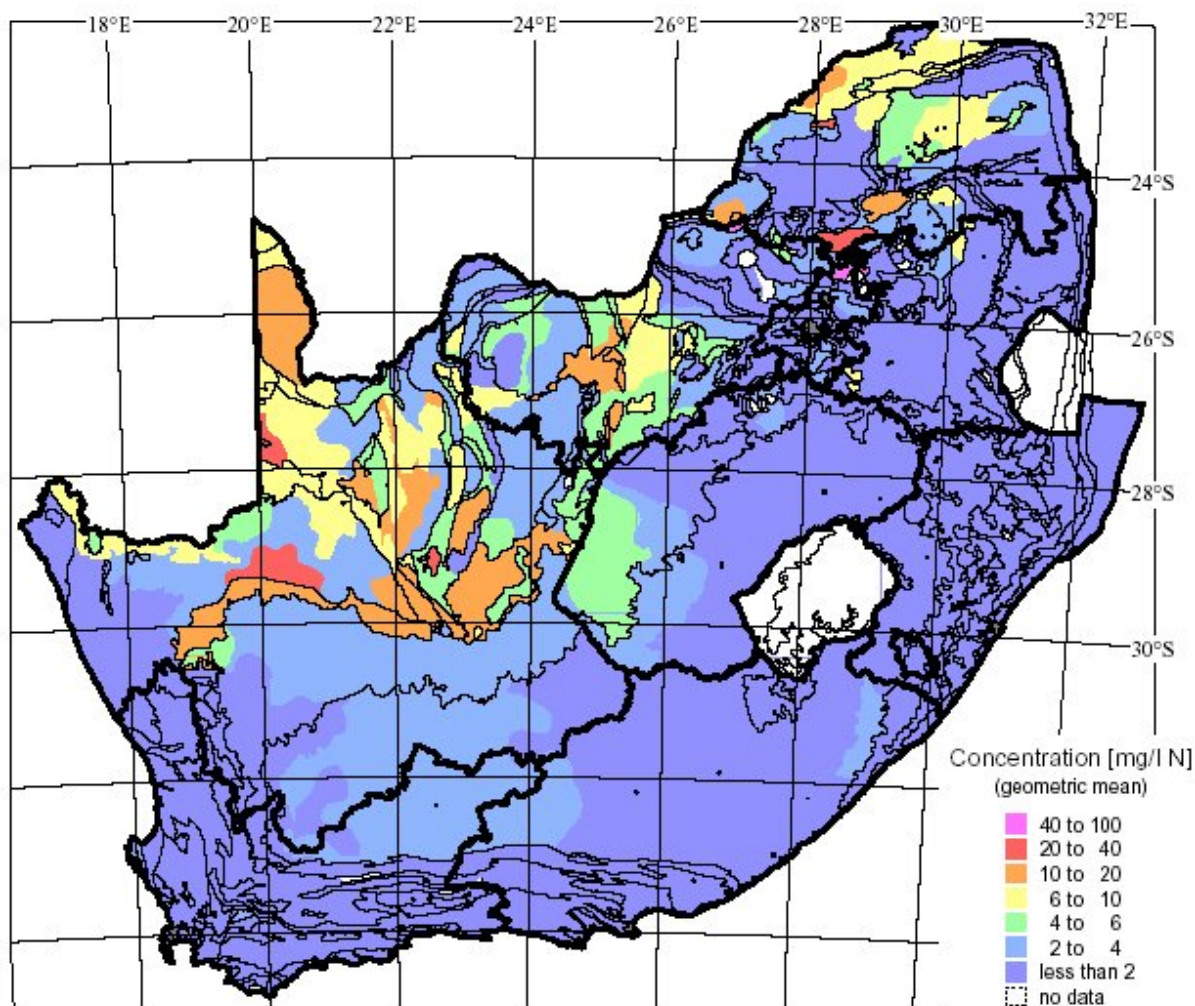 18°E 20°E 22°E 24°E 26°E 28°E 30°E 32°E
24°S
26°S
28°S
30°S
Concentration [mg/l N]
(geometric mean)
40 to 100
20 to 40
10 to 20
6 to 10
4 to 6
2 to 4
less than 2
no data